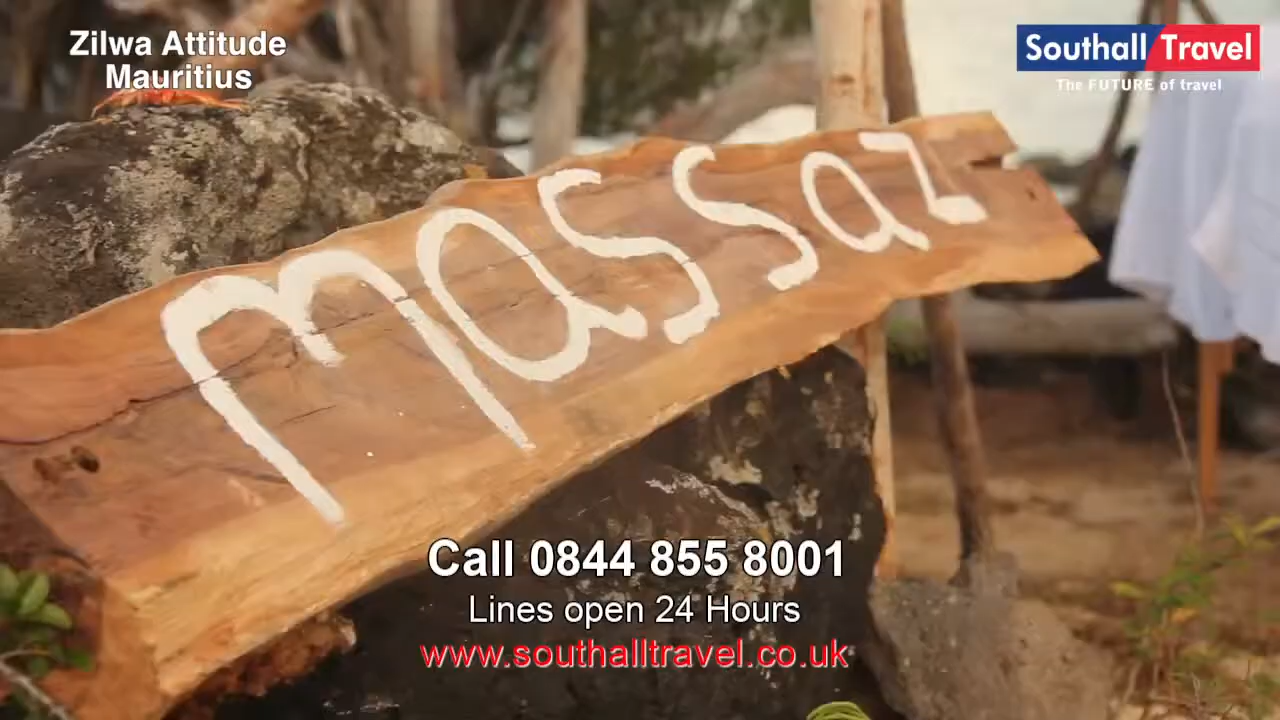 Zilwa Attitude
Mauritius
Southall Travel
The FUTURE of travel
massaz
Call 0844 855 8001
Lines open 24 Hours
www.southalltravel.co.uk